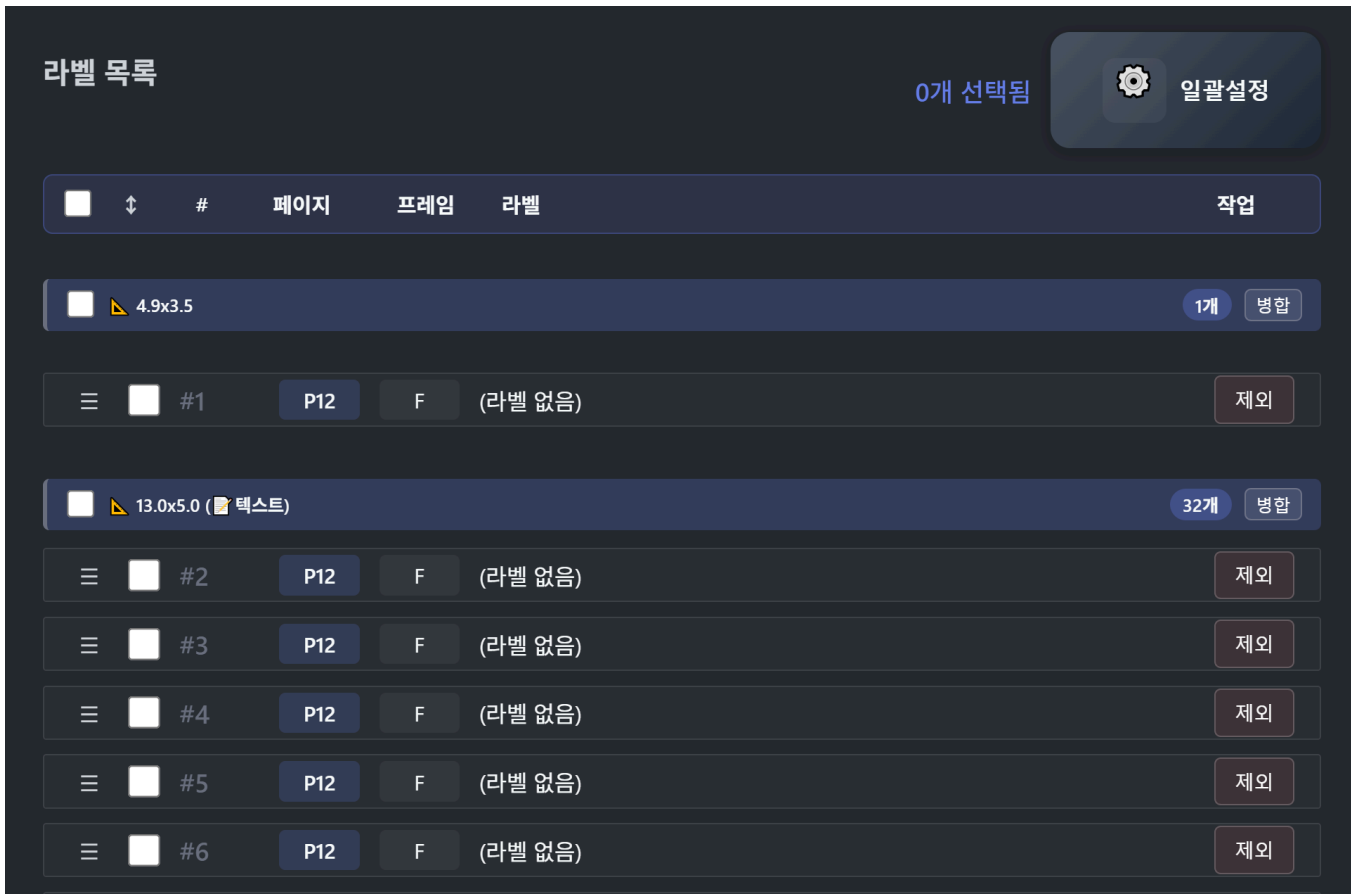 라벨 목록
0개 선택됨
일괄설정
↕ # 페이지 프레임 라벨 작업
4.9x3.5 1개 병합
#1 P12 F (라벨 없음) 제외
13.0x5.0 (📝텍스트) 32개 병합
#2 P12 F (라벨 없음) 제외
#3 P12 F (라벨 없음) 제외
#4 P12 F (라벨 없음) 제외
#5 P12 F (라벨 없음) 제외
#6 P12 F (라벨 없음) 제외